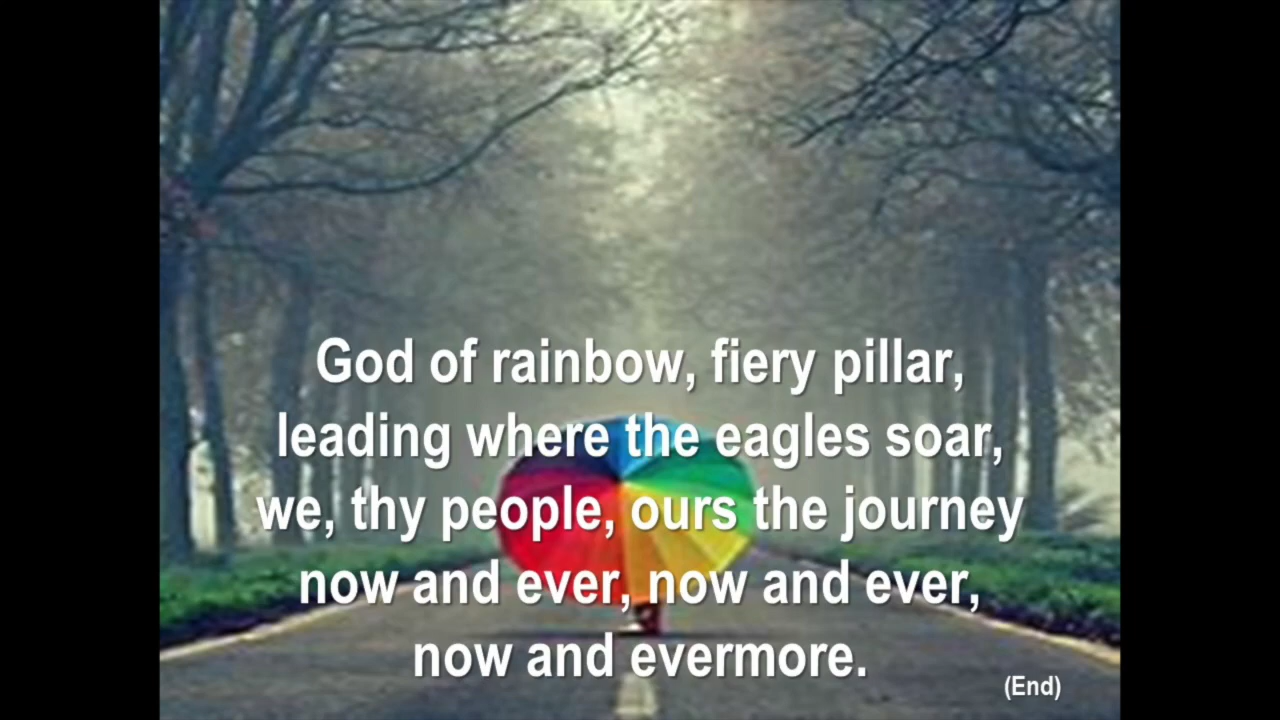 God of rainbow, fiery pillar,
leading where the eagles soar,
we, thy people, ours the journey
now and ever, now and ever,
now and evermore.
(End)